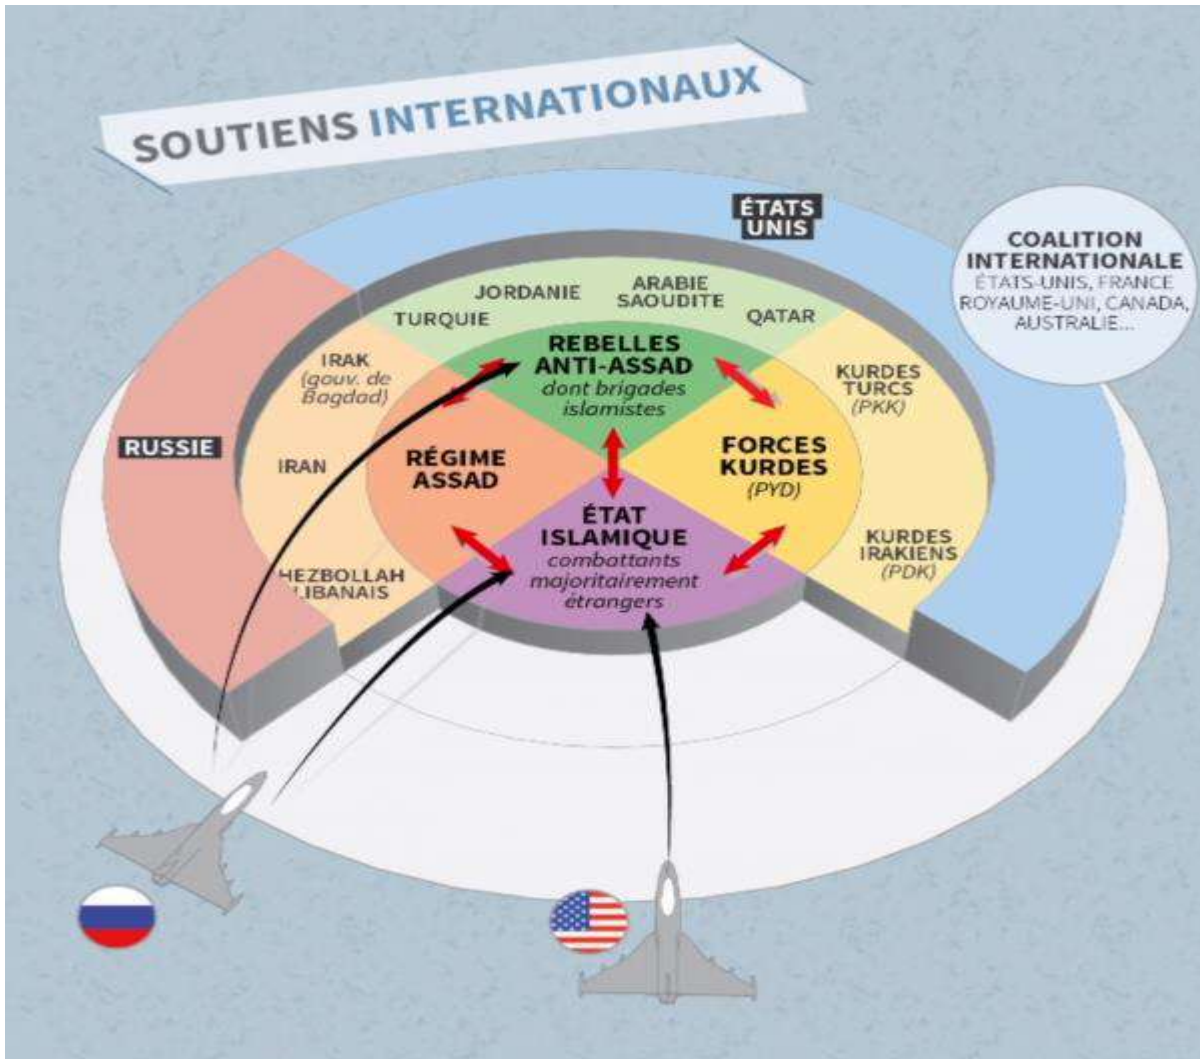 SOUTIENS INTERNATIONAUX
ÉTATS
UNIS
COALITION
INTERNATIONALE
ÉTATS-UNIS, FRANCE
ROYAUME-UNI, CANADA,
AUSTRALIE...
TURQUIE
JORDANIE
ARABIE
SAOUDITE
QATAR
REBELLES
ANTI-ASSAD
dont brigades
islamistes
IRAK
(gouv. de
Bagdad)
KURDES
TURCS
(PKK)
RUSSIE
IRAN
RÉGIME
ASSAD
FORCES
KURDES
(PYD)
ÉTAT
ISLAMIQUE
combattants
majoritairement
étrangers
HEZBOLLAH
LIBANAIS
KURDES
IRAKIENS
(PDK)